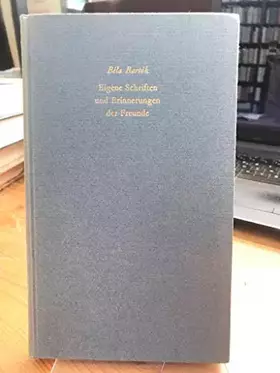 Béla Bartók
Eigene Schriften
und Erinnerungen
der Freunde